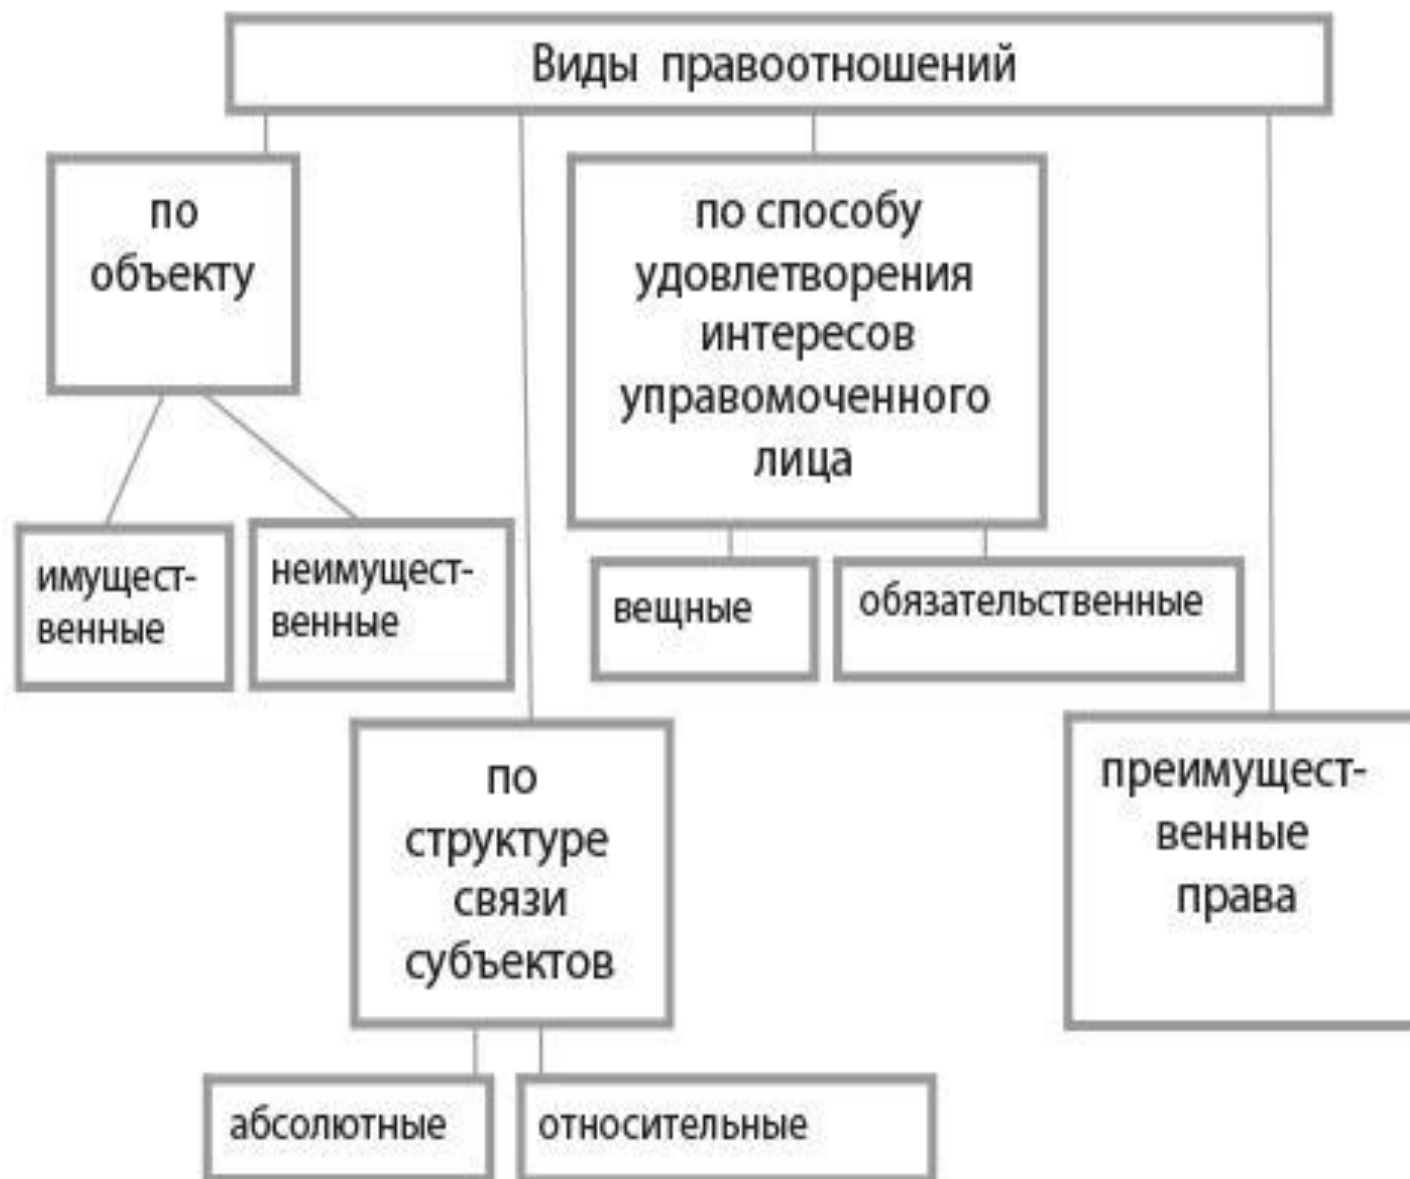 Виды правоотношений
по
объекту
по способу
удовлетворения
интересов
управомоченного
лица
имущест-
венные
неимущест-
венные
вещные
обязательственные
по
структуре
связи
субъектов
преимущест-
венные
права
абсолютные
относительные